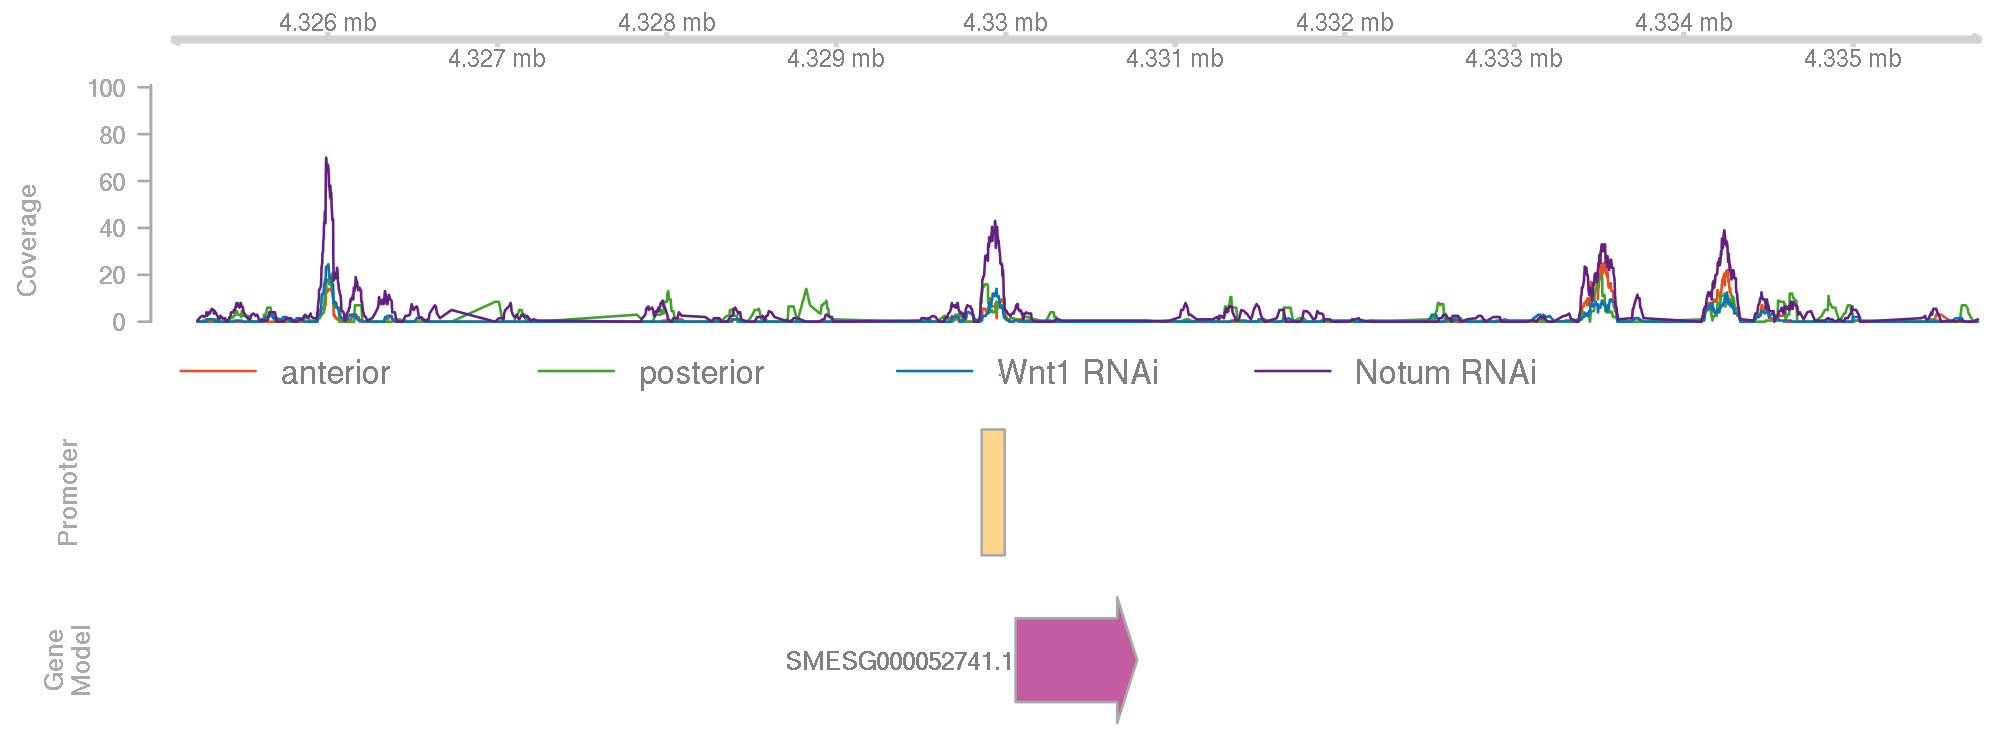 4.326 mb 4.328 mb 4.33 mb 4.332 mb 4.334 mb
4.327 mb 4.329 mb 4.331 mb 4.333 mb 4.335 mb
100
80
60
40
20
0
Coverage
anterior posterior Wnt1 RNAi Notum RNAi
Promoter
Gene
Model
SMESG000052741.1